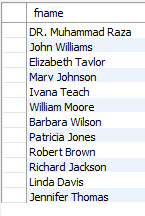 fname
DR. Muhammad Raza
John Williams
Elizabeth Taylor
Mary Johnson
Ivana Teach
William Moore
Barbara Wilson
Patricia Jones
Robert Brown
Richard Jackson
Linda Davis
Jennifer Thomas